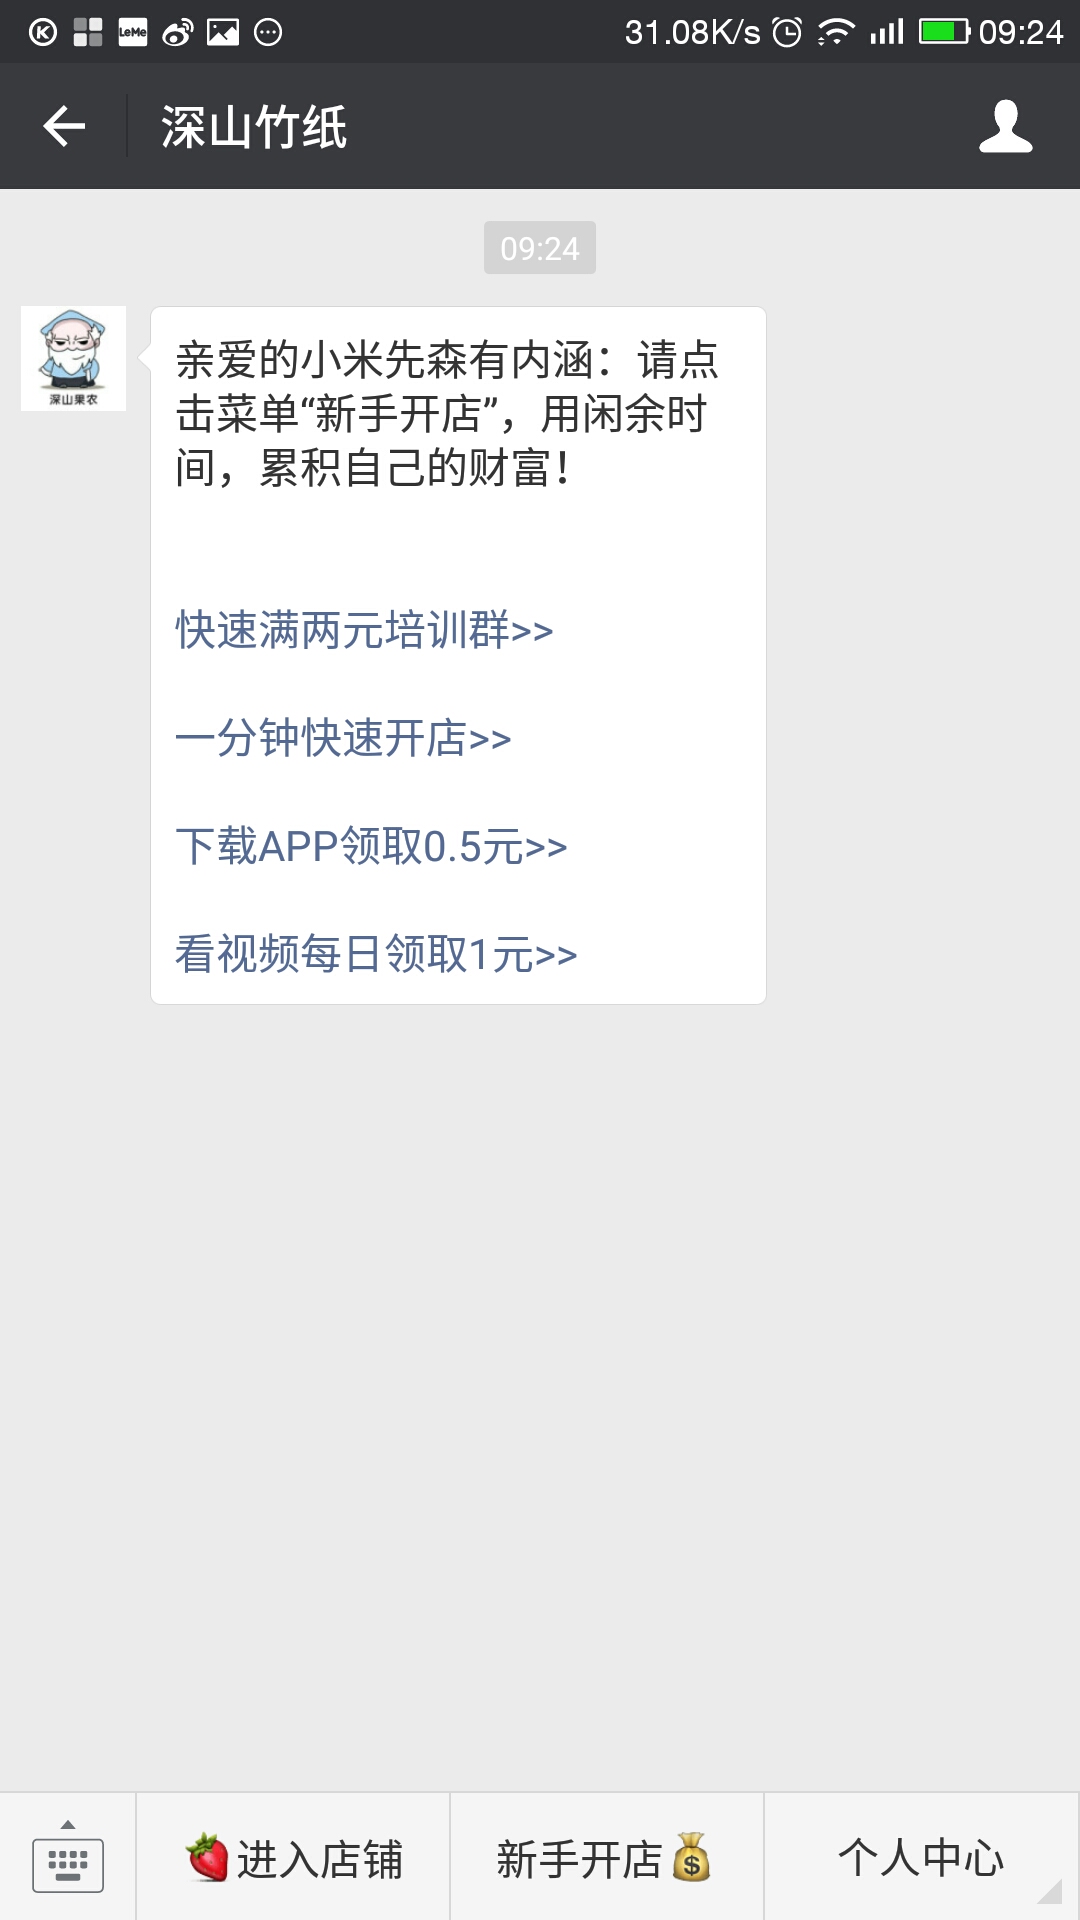 LeMe
31.08K/s
09:24
深山竹纸
09:24
深山果农
亲爱的小米先森有内涵：请点
击菜单“新手开店”，用闲余时
间，累积自己的财富！
快速满两元培训群>>
一分钟快速开店>>
下载APP领取0.5元>>
看视频每日领取1元>>
进入店铺
新手开店
个人中心